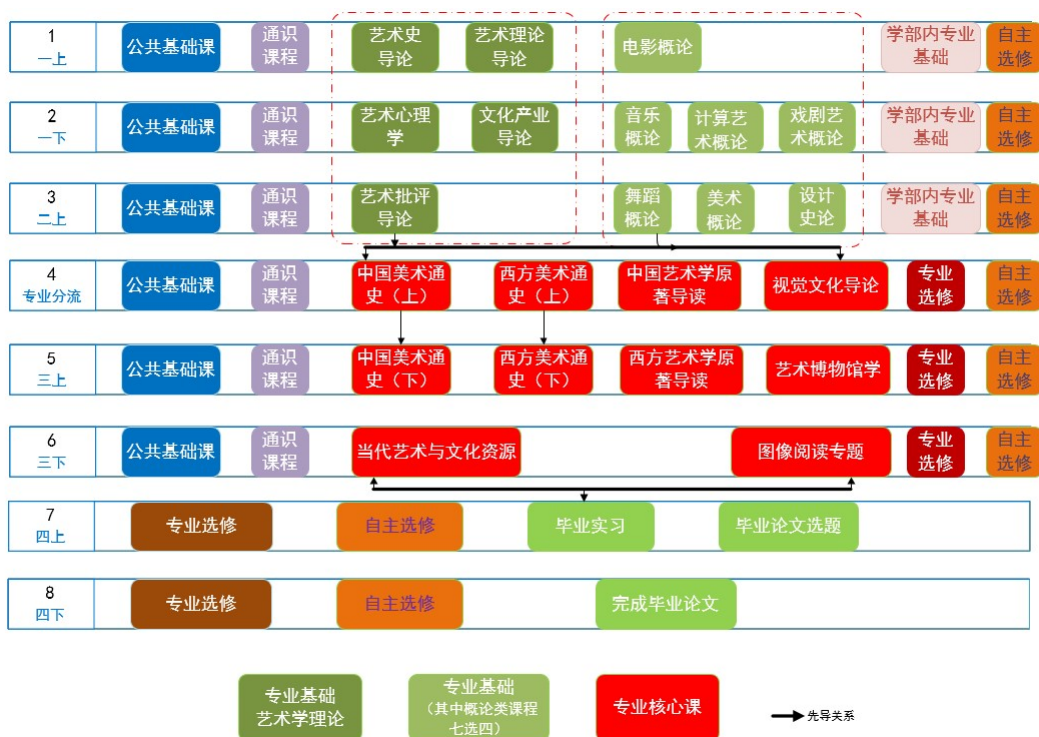 1
一上
公共基础课
通识
课程
艺术史
导论
艺术理论
导论
电影概论
学部内专业
基础
自主
选修
2
一下
公共基础课
通识
课程
艺术心理
学
文化产业
导论
音乐
概论
计算艺
术概论
戏剧艺
术概论
学部内专业
基础
自主
选修
3
二上
公共基础课
通识
课程
艺术批评
导论
舞蹈
概论
美术
概论
设计
史论
学部内专业
基础
自主
选修
4
专业分流
公共基础课
通识
课程
中国美术通
史（上）
西方美术通
史（上）
中国艺术学原
著导读
视觉文化导论
专业
选修
自主
选修
5
三上
公共基础课
通识
课程
中国美术通
史（下）
西方美术通
史（下）
西方艺术学原
著导读
艺术博物馆学
专业
选修
自主
选修
6
三下
公共基础课
通识
课程
当代艺术与文化资源
图像阅读专题
专业
选修
自主
选修
7
四上
专业选修
自主选修
毕业实习
毕业论文选题
8
四下
专业选修
自主选修
完成毕业论文
专业基础
艺术学理论
专业基础
（其中概论类课程
七选四）
专业核心课
先导关系